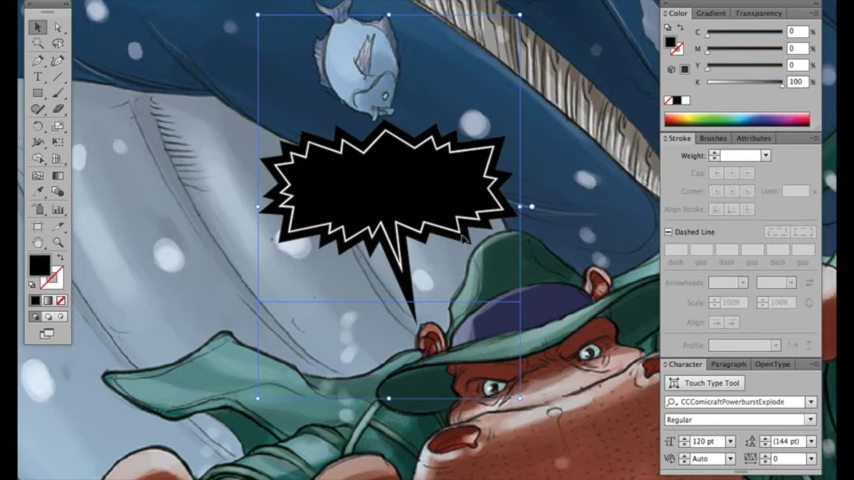 Color Gradient Transparency
C 0 %
M 0 %
Y 0 %
K 100 %
Stroke Brushes Attributes
Weight:
Cap:
Corner: Limit: x
Align Stroke:
Dashed Line
dash gap dash gap dash gap
Arrowheads:
Scale: 100% 100%
Align:
Profile:
Character Paragraph OpenType
Touch Type Tool
CCComicraftPowerburstExplode
Regular
120 pt (144 pt)
Auto 0